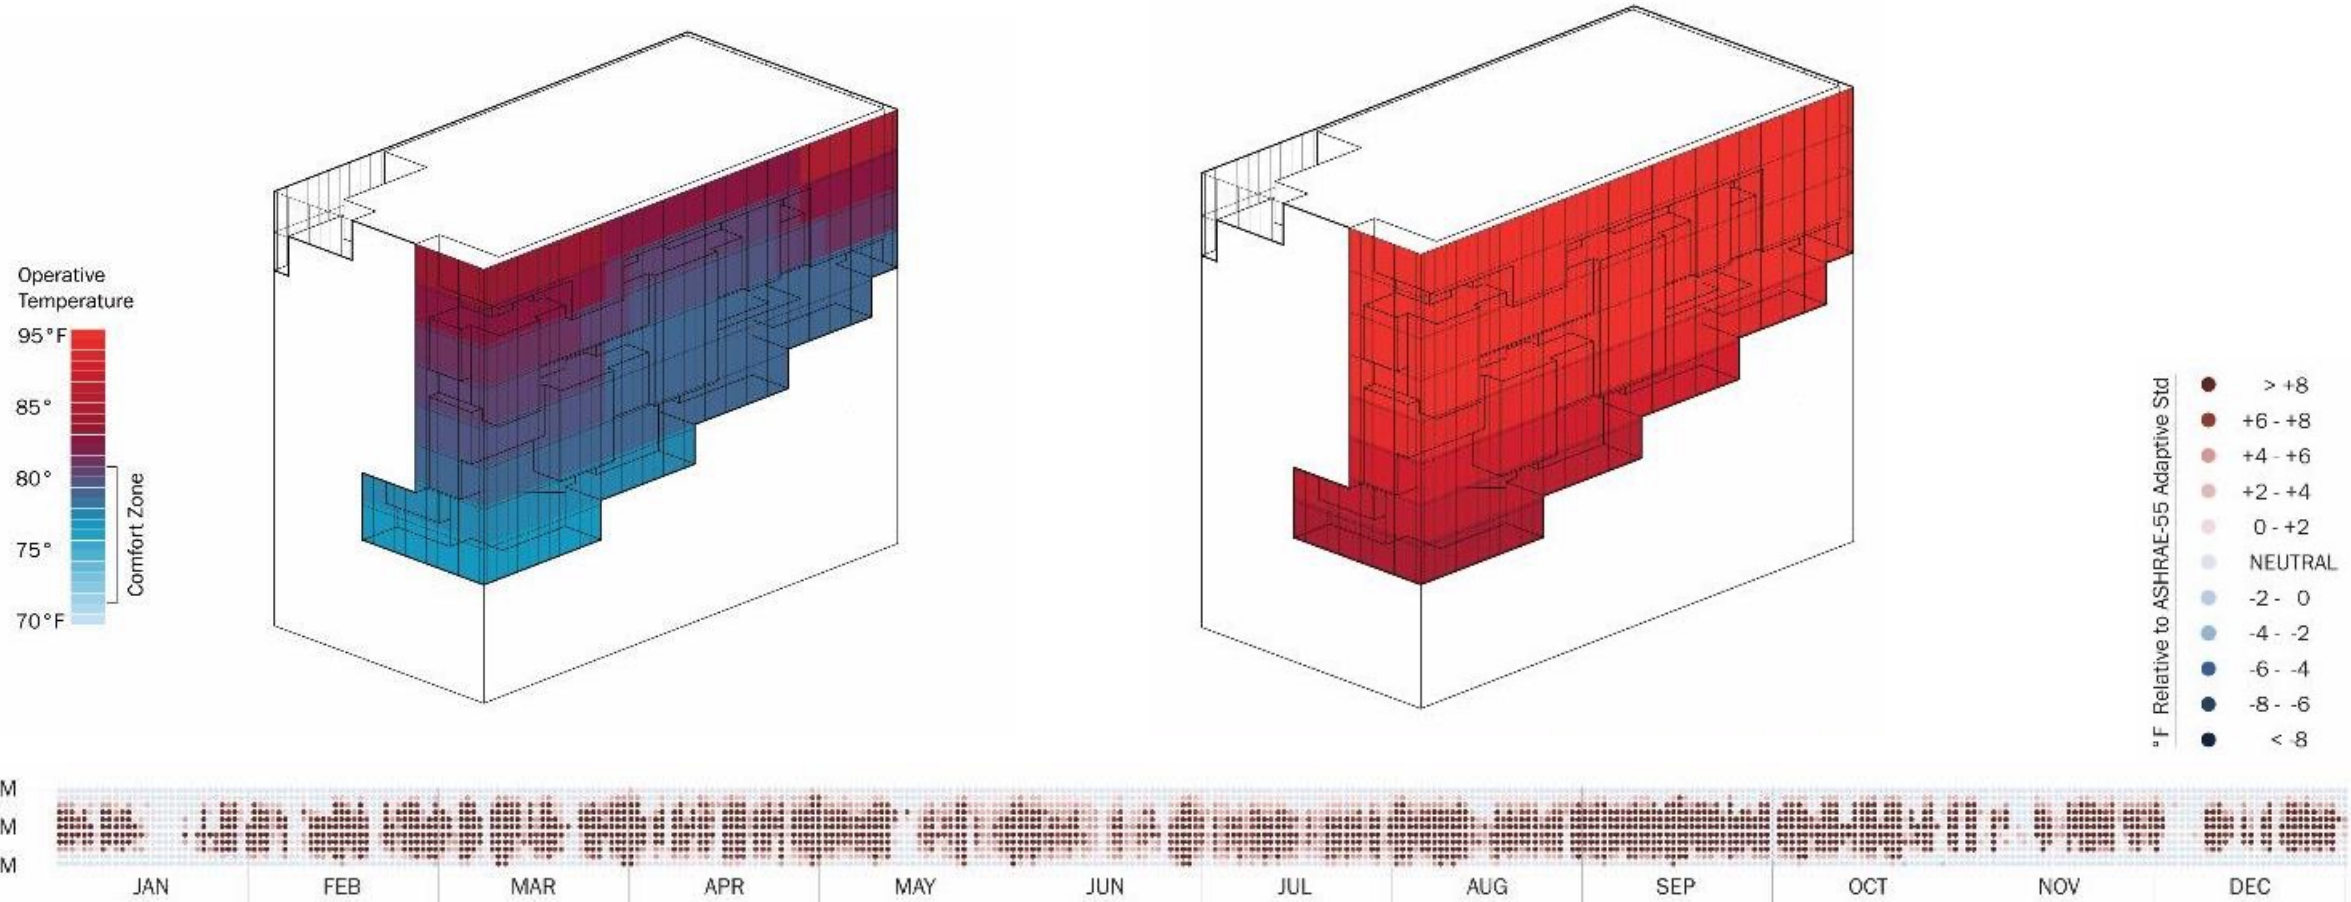 Operative
Temperature
95°F
85°
80°
75°
70°F
Comfort Zone
°F Relative to ASHRAE-55 Adaptive Std
> +8
+6 - +8
+4 - +6
+2 - +4
0 - +2
NEUTRAL
-2 - 0
-4 - -2
-6 - -4
-8 - -6
< -8
M
M
M
JAN FEB MAR APR MAY JUN JUL AUG SEP OCT NOV DEC